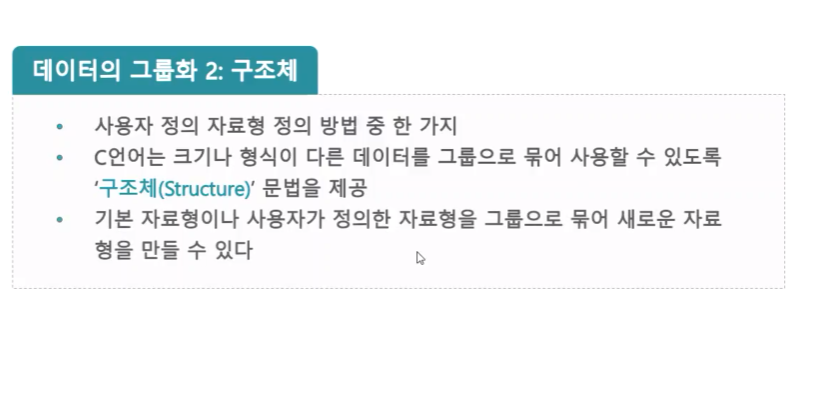 데이터의 그룹화 2: 구조체
• 사용자 정의 자료형 정의 방법 중 한 가지
• C언어는 크기나 형식이 다른 데이터를 그룹으로 묶어 사용할 수 있도록
‘구조체(Structure)’ 문법을 제공
• 기본 자료형이나 사용자가 정의한 자료형을 그룹으로 묶어 새로운 자료
형을 만들 수 있다